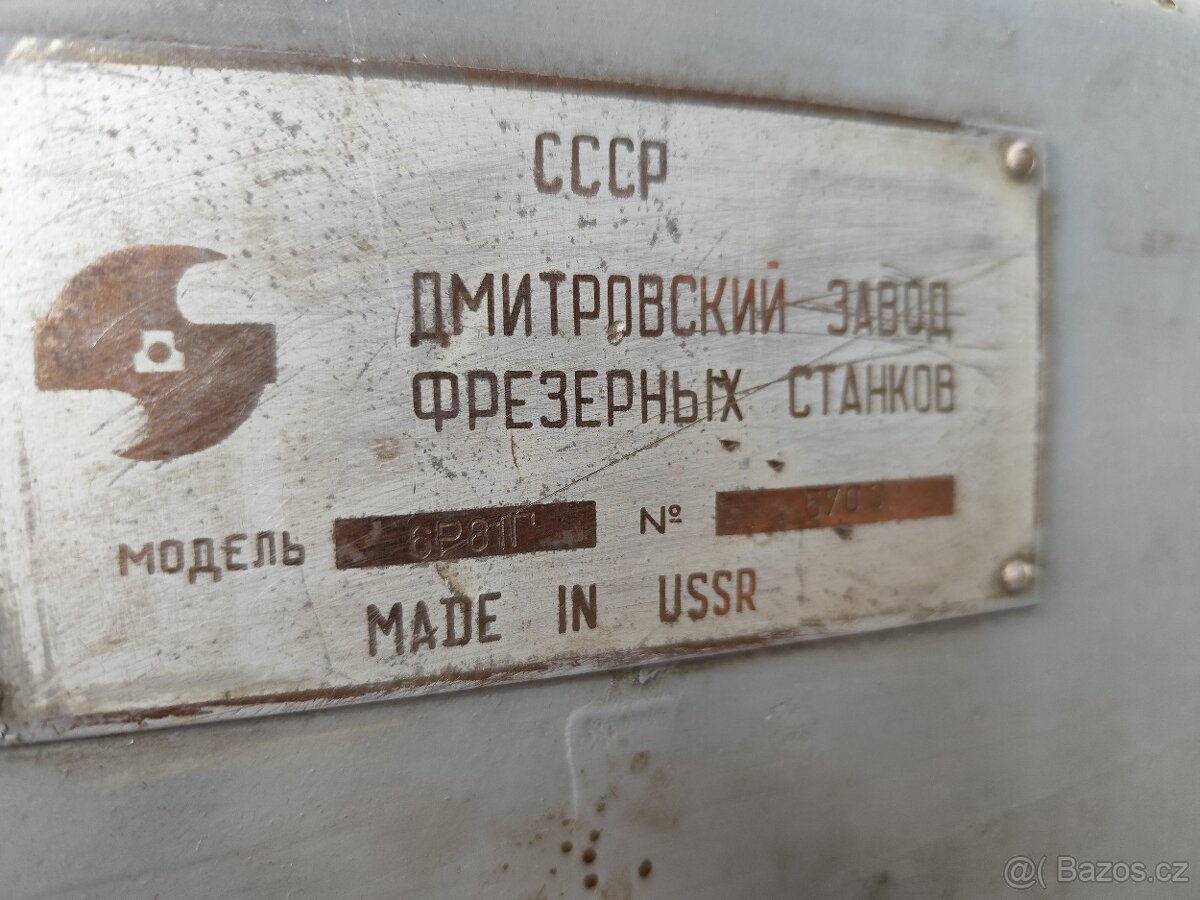 СССР
ДМИТРОВСКИЙ ЗАВОД
ФРЕЗЕРНЫХ СТАНКОВ
МОДЕЛЬ 6Р81Г №
MADE IN USSR
@( Bazos.cz